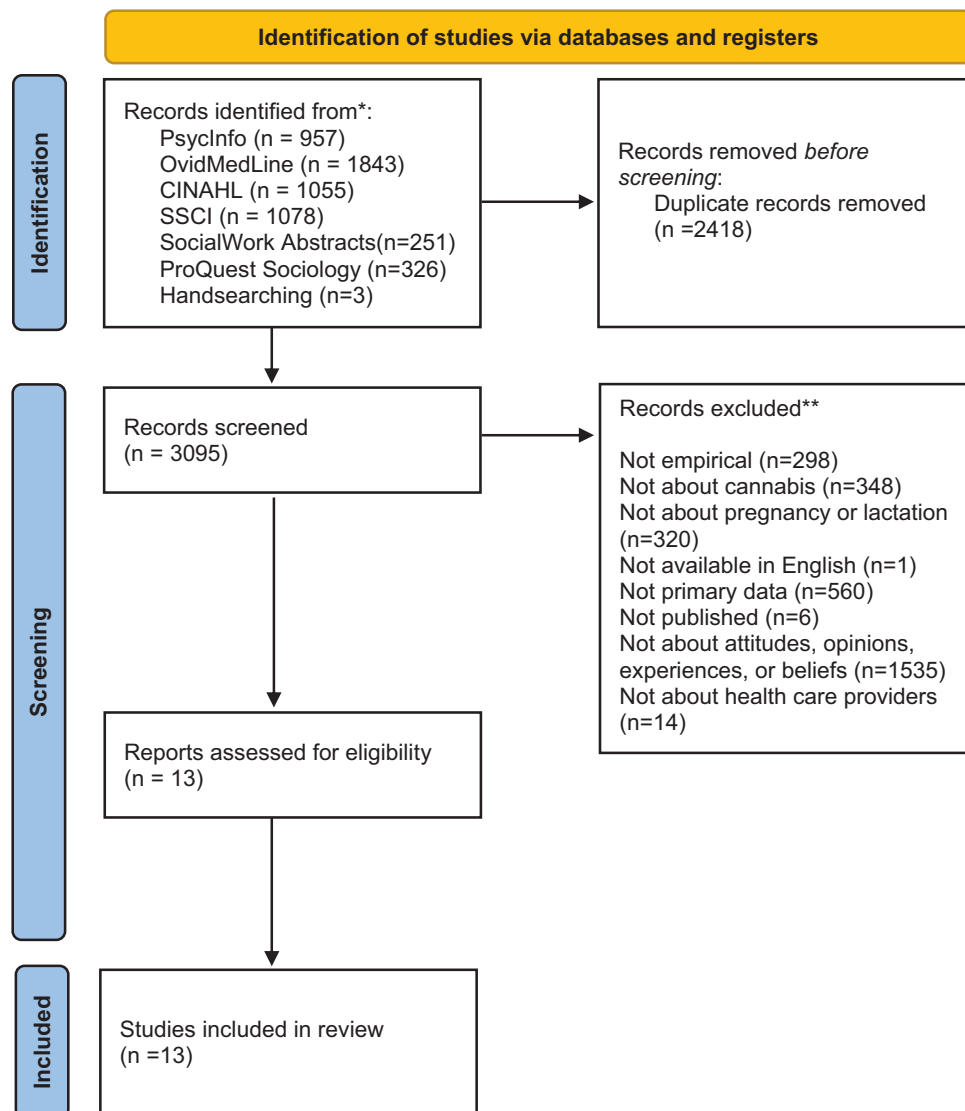 Identification of studies via databases and registers
Identification
Records identified from*:
PsycInfo (n = 957)
OvidMedLine (n = 1843)
CINAHL (n = 1055)
SSCI (n = 1078)
SocialWork Abstracts(n=251)
ProQuest Sociology (n=326)
Handsearching (n=3)
Records removed before
screening:
Duplicate records removed
(n =2418)
Screening
Records screened
(n = 3095)
Records excluded**
Not empirical (n=298)
Not about cannabis (n=348)
Not about pregnancy or lactation
(n=320)
Not available in English (n=1)
Not primary data (n=560)
Not published (n=6)
Not about attitudes, opinions,
experiences, or beliefs (n=1535)
Not about health care providers
(n=14)
Reports assessed for eligibility
(n = 13)
Included
Studies included in review
(n =13)